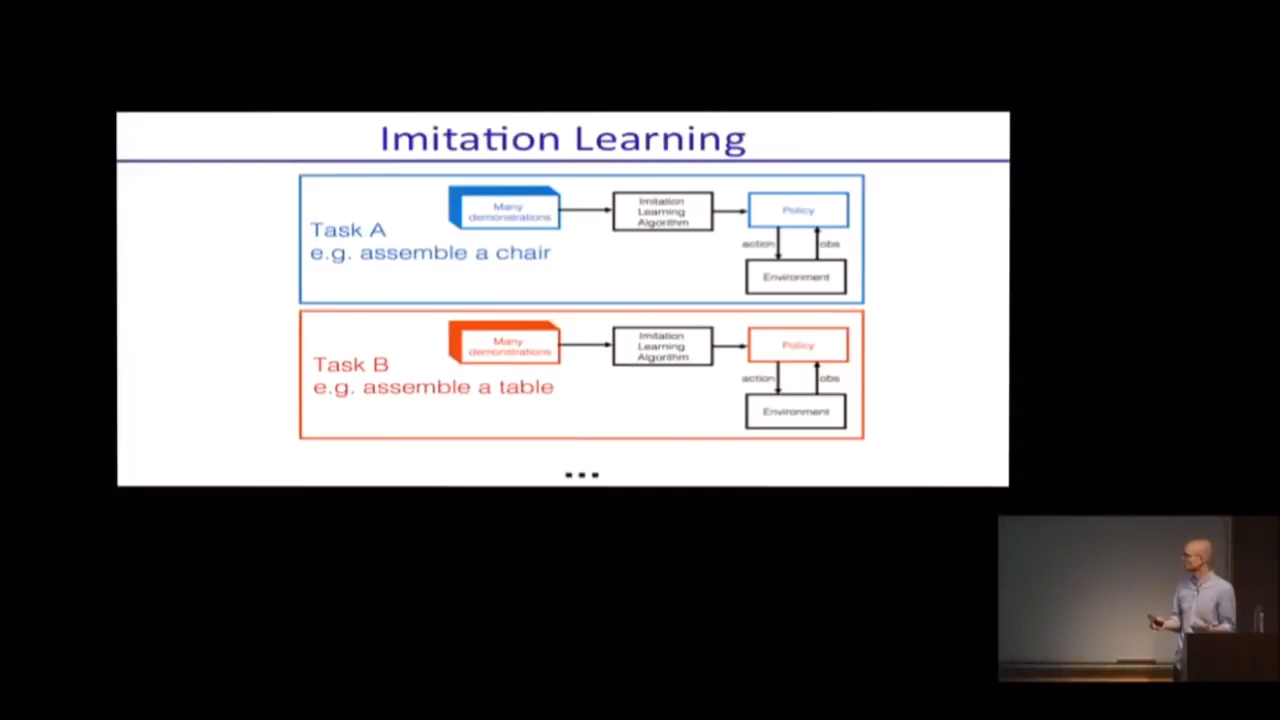 Imitation Learning
Task A
e.g. assemble a chair
Many
demonstrations
Imitation
Learning
Algorithm
Policy
action
obs
Environment
Task B
e.g. assemble a table
Many
demonstrations
Imitation
Learning
Algorithm
Policy
action
obs
Environment
...